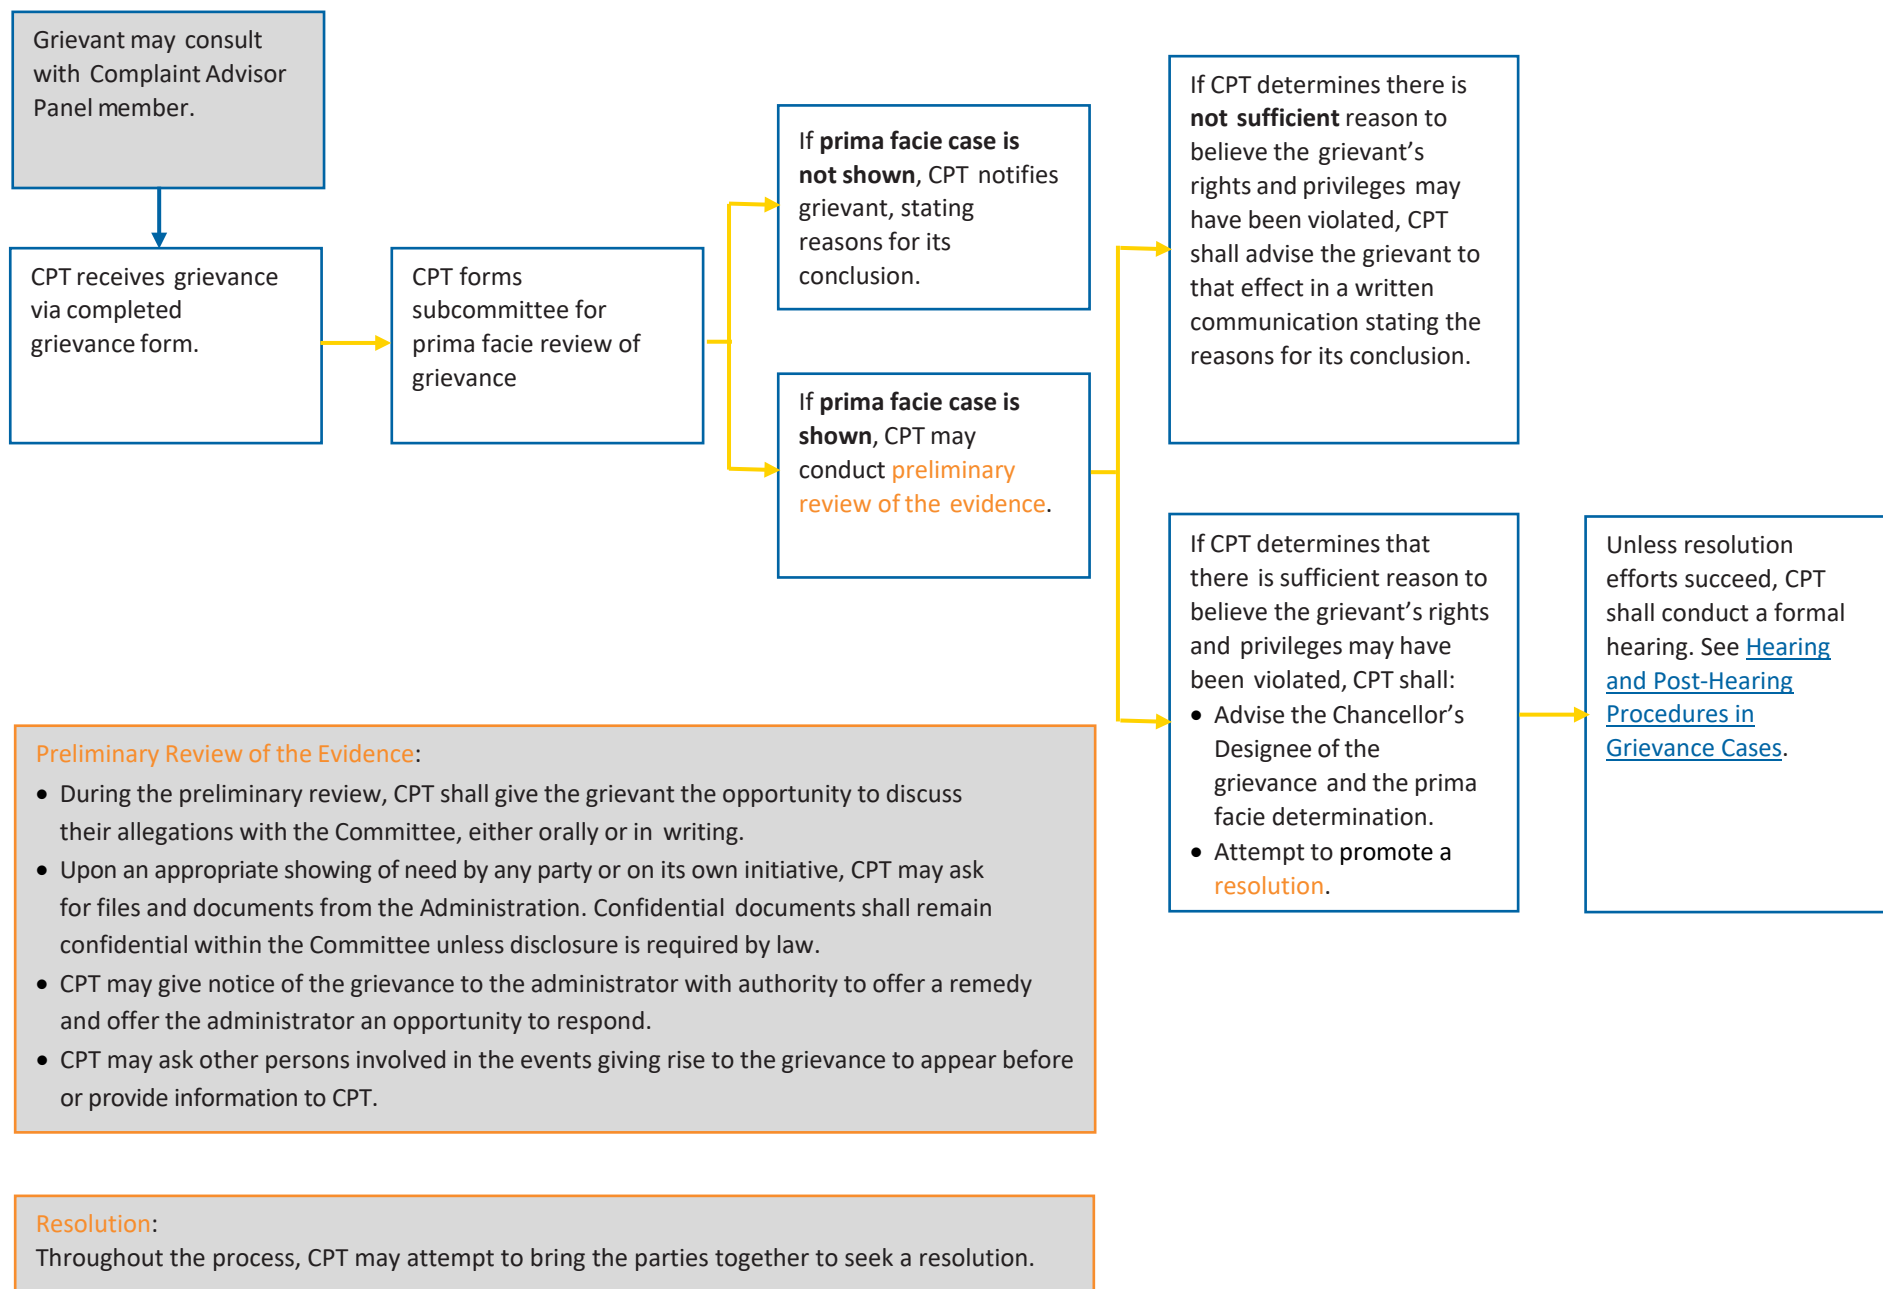 Grievant may consult
with Complaint Advisor
Panel member.
CPT receives grievance
via completed
grievance form.
CPT forms
subcommittee for
prima facie review of
grievance
If prima facie case is
not shown, CPT notifies
grievant, stating
reasons for its
conclusion.
If prima facie case is
shown, CPT may
conduct preliminary
review of the evidence.
If CPT determines there is
not sufficient reason to
believe the grievant’s
rights and privileges may
have been violated, CPT
shall advise the grievant to
that effect in a written
communication stating the
reasons for its conclusion.
If CPT determines that
there is sufficient reason to
believe the grievant’s rights
and privileges may have
been violated, CPT shall:
• Advise the Chancellor’s
Designee of the
grievance and the prima
facie determination.
• Attempt to promote a
resolution.
Unless resolution
efforts succeed, CPT
shall conduct a formal
hearing. See Hearing
and Post-Hearing
Procedures in
Grievance Cases.
Preliminary Review of the Evidence:
• During the preliminary review, CPT shall give the grievant the opportunity to discuss
their allegations with the Committee, either orally or in writing.
• Upon an appropriate showing of need by any party or on its own initiative, CPT may ask
for files and documents from the Administration. Confidential documents shall remain
confidential within the Committee unless disclosure is required by law.
• CPT may give notice of the grievance to the administrator with authority to offer a remedy
and offer the administrator an opportunity to respond.
• CPT may ask other persons involved in the events giving rise to the grievance to appear before
or provide information to CPT.
Resolution:
Throughout the process, CPT may attempt to bring the parties together to seek a resolution.